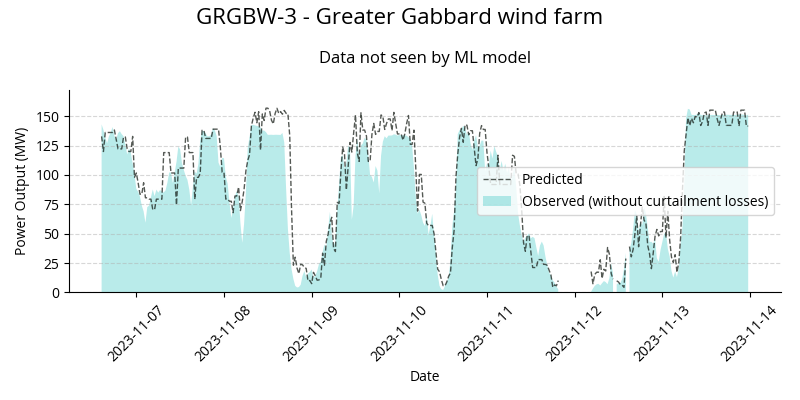 GRGBW-3 - Greater Gabbard wind farm
Data not seen by ML model
Power Output (MW)
150
125
100
75
50
25
0
Predicted
Observed (without curtailment losses)
2023-11-07
2023-11-08
2023-11-09
2023-11-10
2023-11-11
2023-11-12
2023-11-13
2023-11-14
Date